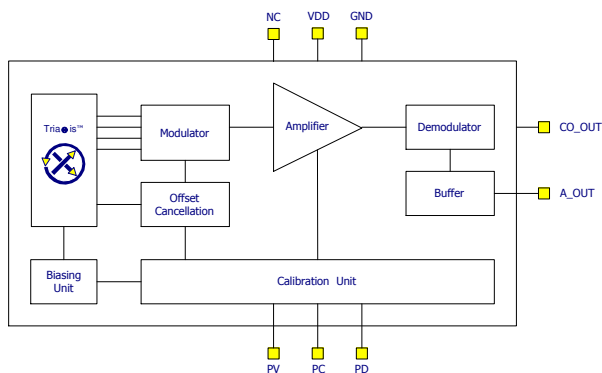 NC VDD GND
Tria is™
Modulator
Amplifier
Demodulator
CO_OUT
Offset
Cancellation
Buffer
A_OUT
Biasing
Unit
Calibration Unit
PV PC PD